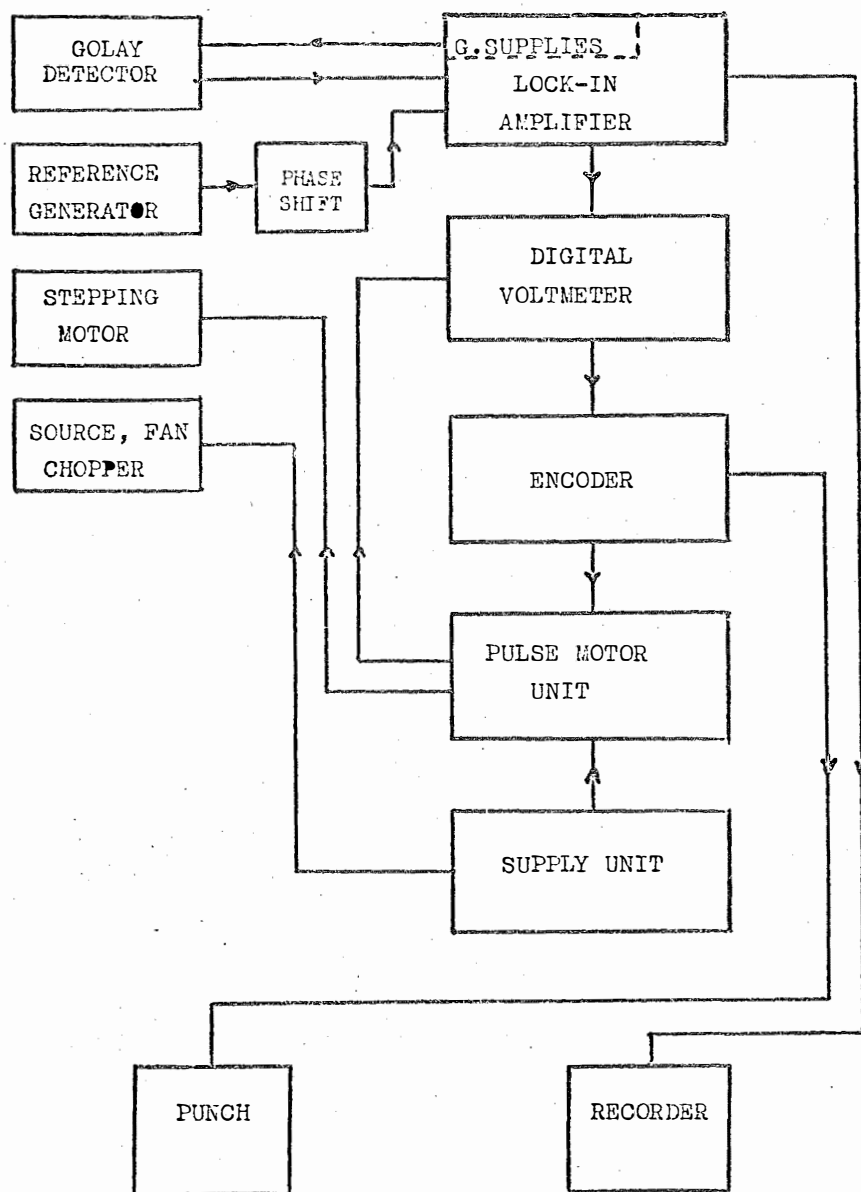 GOLAY
DETECTOR
G.SUPPLIES
LOCK-IN
AMPLIFIER
REFERENCE
GENERATOR
PHASE
SHIFT
DIGITAL
VOLTMETER
STEPPING
MOTOR
SOURCE, FAN
CHOPPER
ENCODER
PULSE MOTOR
UNIT
SUPPLY UNIT
PUNCH
RECORDER